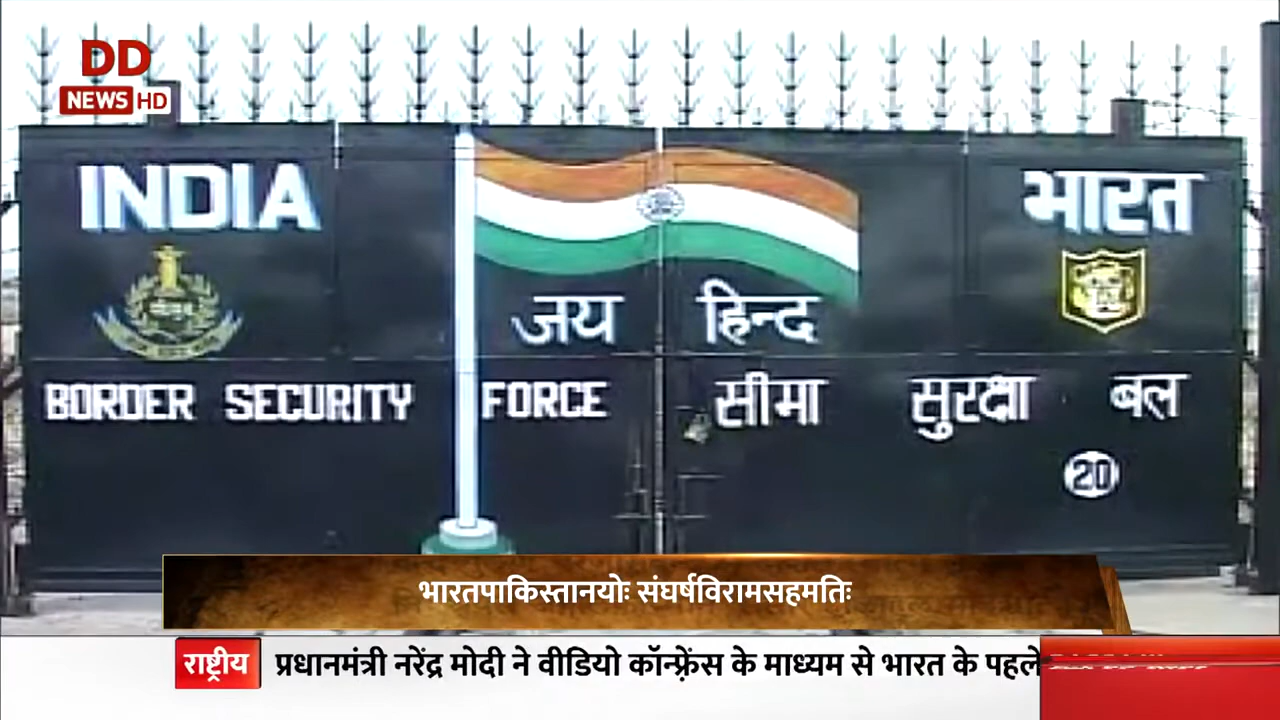 DD
NEWS HD
INDIA
भारत
जय हिन्द
BORDER SECURITY FORCE सीमा सुरक्षा बल
20
भारतपाकिस्तानयोः संघर्षविरामसहमतिः
राष्ट्रीय
प्रधानमंत्री नरेंद्र मोदी ने वीडियो कॉन्फ़्रेंस के माध्यम से भारत के पहले